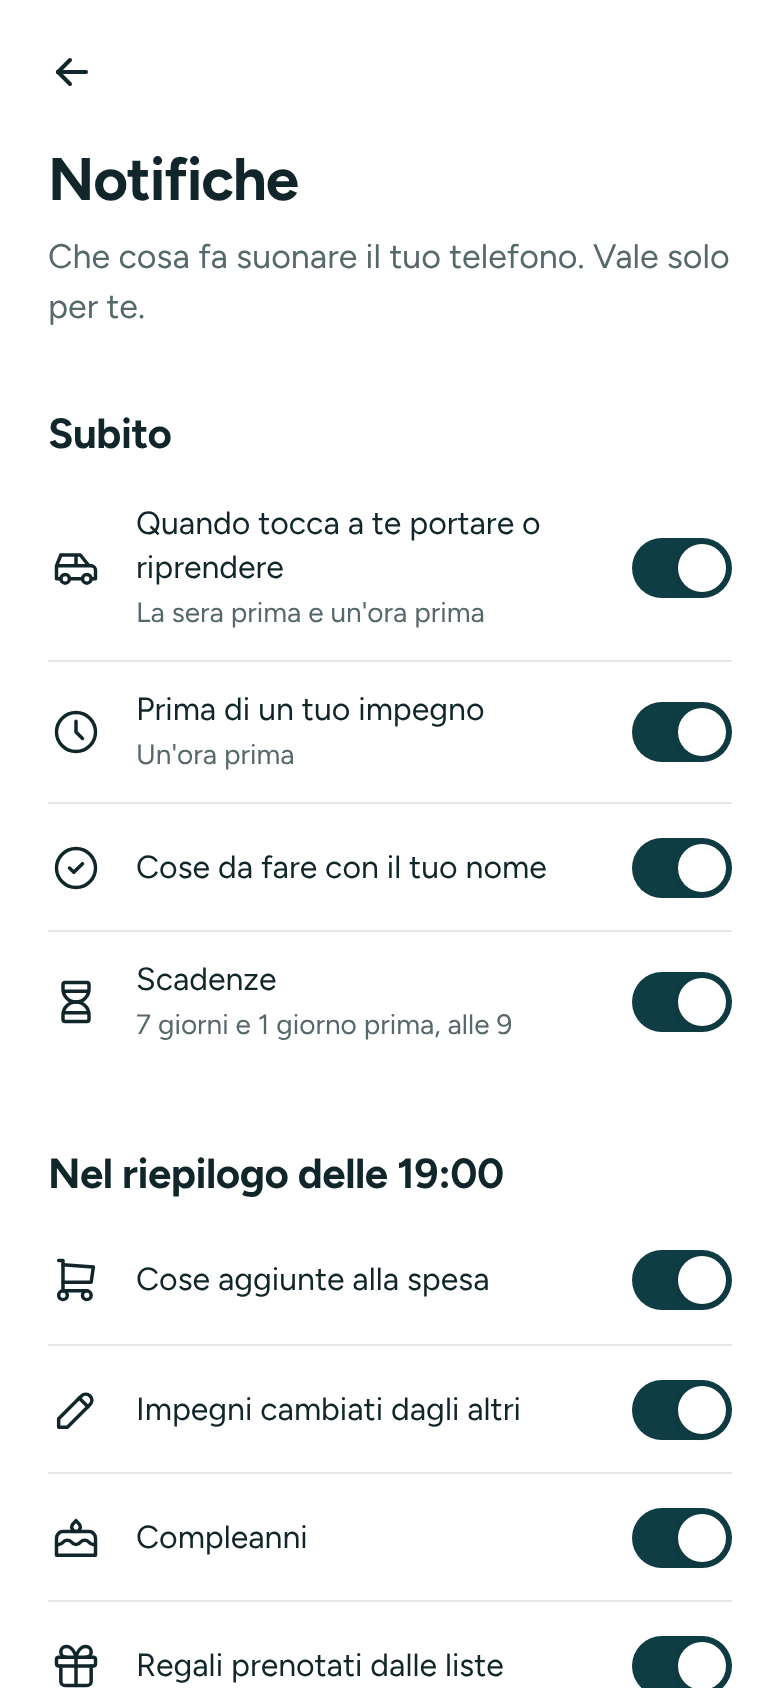 Notifiche
Che cosa fa suonare il tuo telefono. Vale solo
per te.
Subito
Quando tocca a te portare o
riprendere
La sera prima e un'ora prima
Prima di un tuo impegno
Un'ora prima
Cose da fare con il tuo nome
Scadenze
7 giorni e 1 giorno prima, alle 9
Nel riepilogo delle 19:00
Cose aggiunte alla spesa
Impegni cambiati dagli altri
Compleanni
Regali prenotati dalle liste